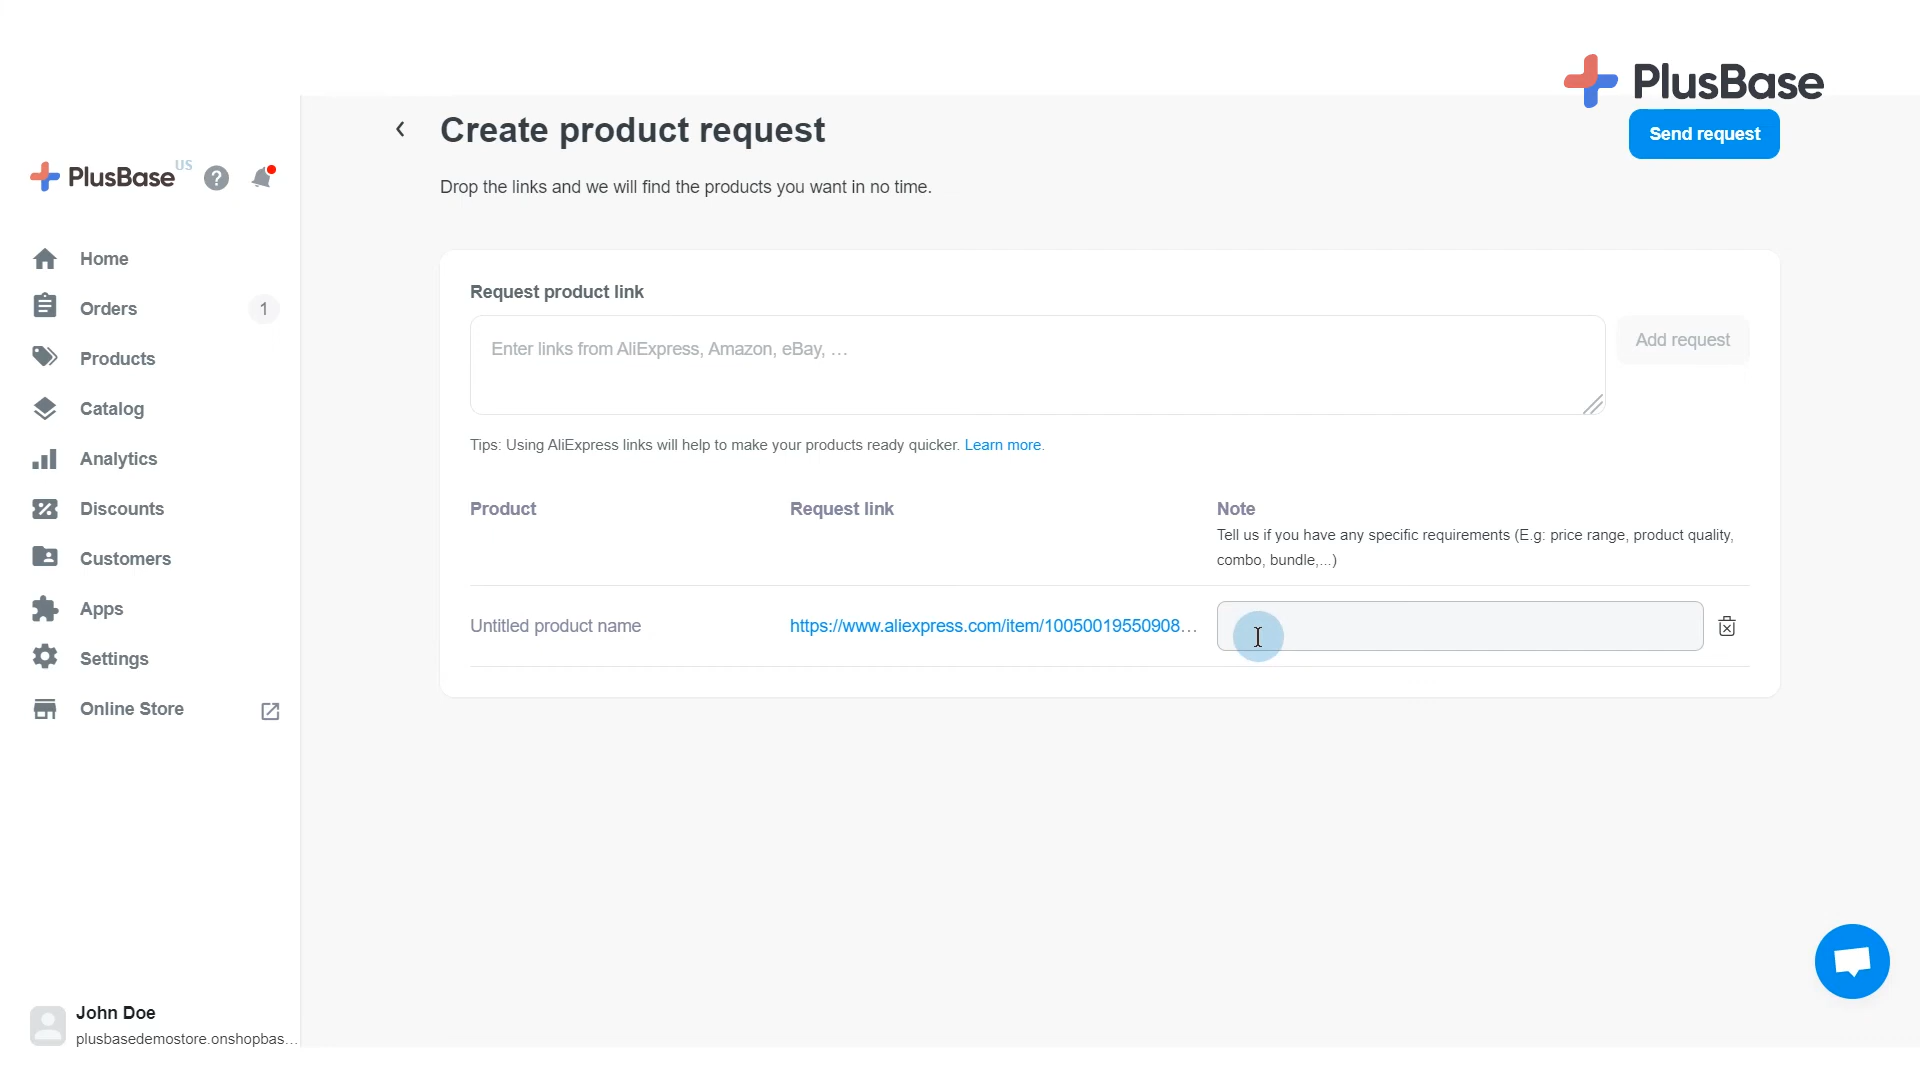 PlusBase
Create product request
Send request
PlusBase US
?
Drop the links and we will find the products you want in no time.
Home
Orders 1
Products
Catalog
Analytics
Discounts
Customers
Apps
Settings
Online Store
Request product link
Enter links from AliExpress, Amazon, eBay, …
Add request
Tips: Using AliExpress links will help to make your products ready quicker. Learn more.
Product Request link Note
Tell us if you have any specific requirements (E.g: price range, product quality,
combo, bundle,...)
Untitled product name https://www.aliexpress.com/item/10050019550908...
John Doe
plusbasedemostore.onshopbas...